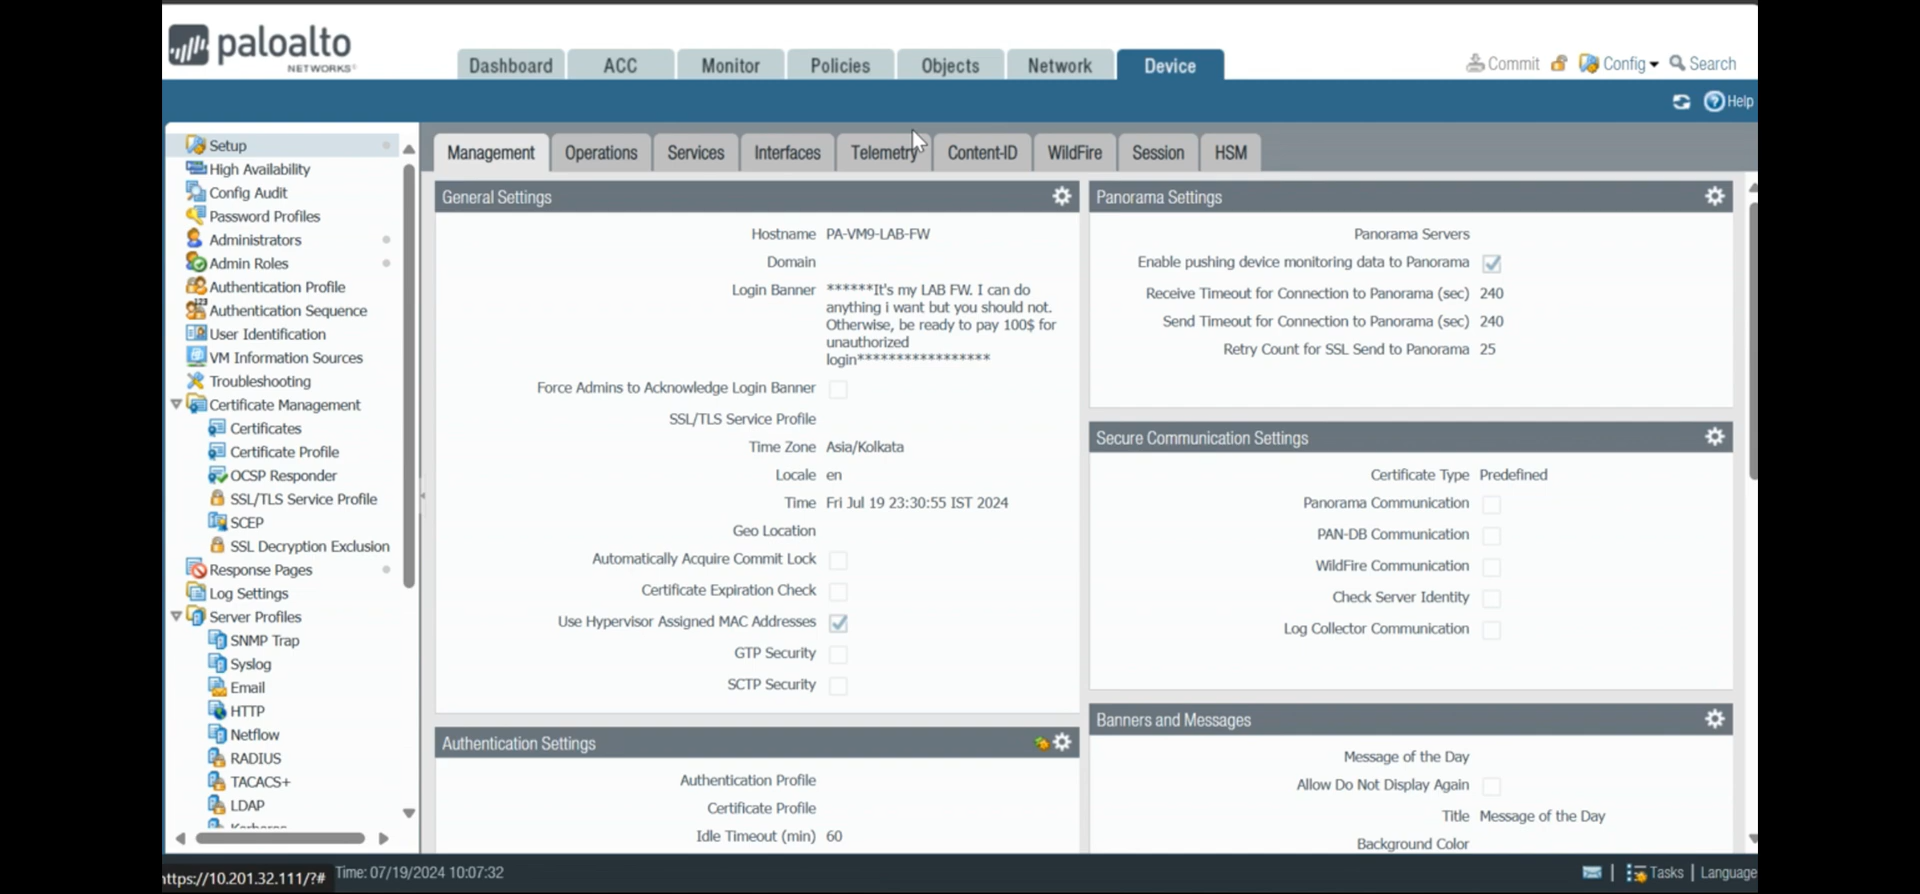 paloalto
NETWORKS®
Dashboard
ACC
Monitor
Policies
Objects
Network
Device
Commit
Config
Search
Help
Setup
High Availability
Config Audit
Password Profiles
Administrators
Admin Roles
Authentication Profile
Authentication Sequence
User Identification
VM Information Sources
Troubleshooting
Certificate Management
Certificates
Certificate Profile
OCSP Responder
SSL/TLS Service Profile
SCEP
SSL Decryption Exclusion
Response Pages
Log Settings
Server Profiles
SNMP Trap
Syslog
Email
HTTP
Netflow
RADIUS
TACACS+
LDAP
Management
Operations
Services
Interfaces
Telemetry
Content-ID
WildFire
Session
HSM
General Settings
Hostname PA-VM9-LAB-FW
Domain
Login Banner ******It's my LAB FW. I can do
anything i want but you should not.
Otherwise, be ready to pay 100$ for
unauthorized
login*****************
Force Admins to Acknowledge Login Banner
SSL/TLS Service Profile
Time Zone Asia/Kolkata
Locale en
Time Fri Jul 19 23:30:55 IST 2024
Geo Location
Automatically Acquire Commit Lock
Certificate Expiration Check
Use Hypervisor Assigned MAC Addresses
GTP Security
SCTP Security
Authentication Settings
Authentication Profile
Certificate Profile
Idle Timeout (min) 60
Panorama Settings
Panorama Servers
Enable pushing device monitoring data to Panorama
Receive Timeout for Connection to Panorama (sec) 240
Send Timeout for Connection to Panorama (sec) 240
Retry Count for SSL Send to Panorama 25
Secure Communication Settings
Certificate Type Predefined
Panorama Communication
PAN-DB Communication
WildFire Communication
Check Server Identity
Log Collector Communication
Banners and Messages
Message of the Day
Allow Do Not Display Again
Title Message of the Day
Background Color
ttps://10.201.32.111/?#
Time: 07/19/2024 10:07:32
Tasks | Language